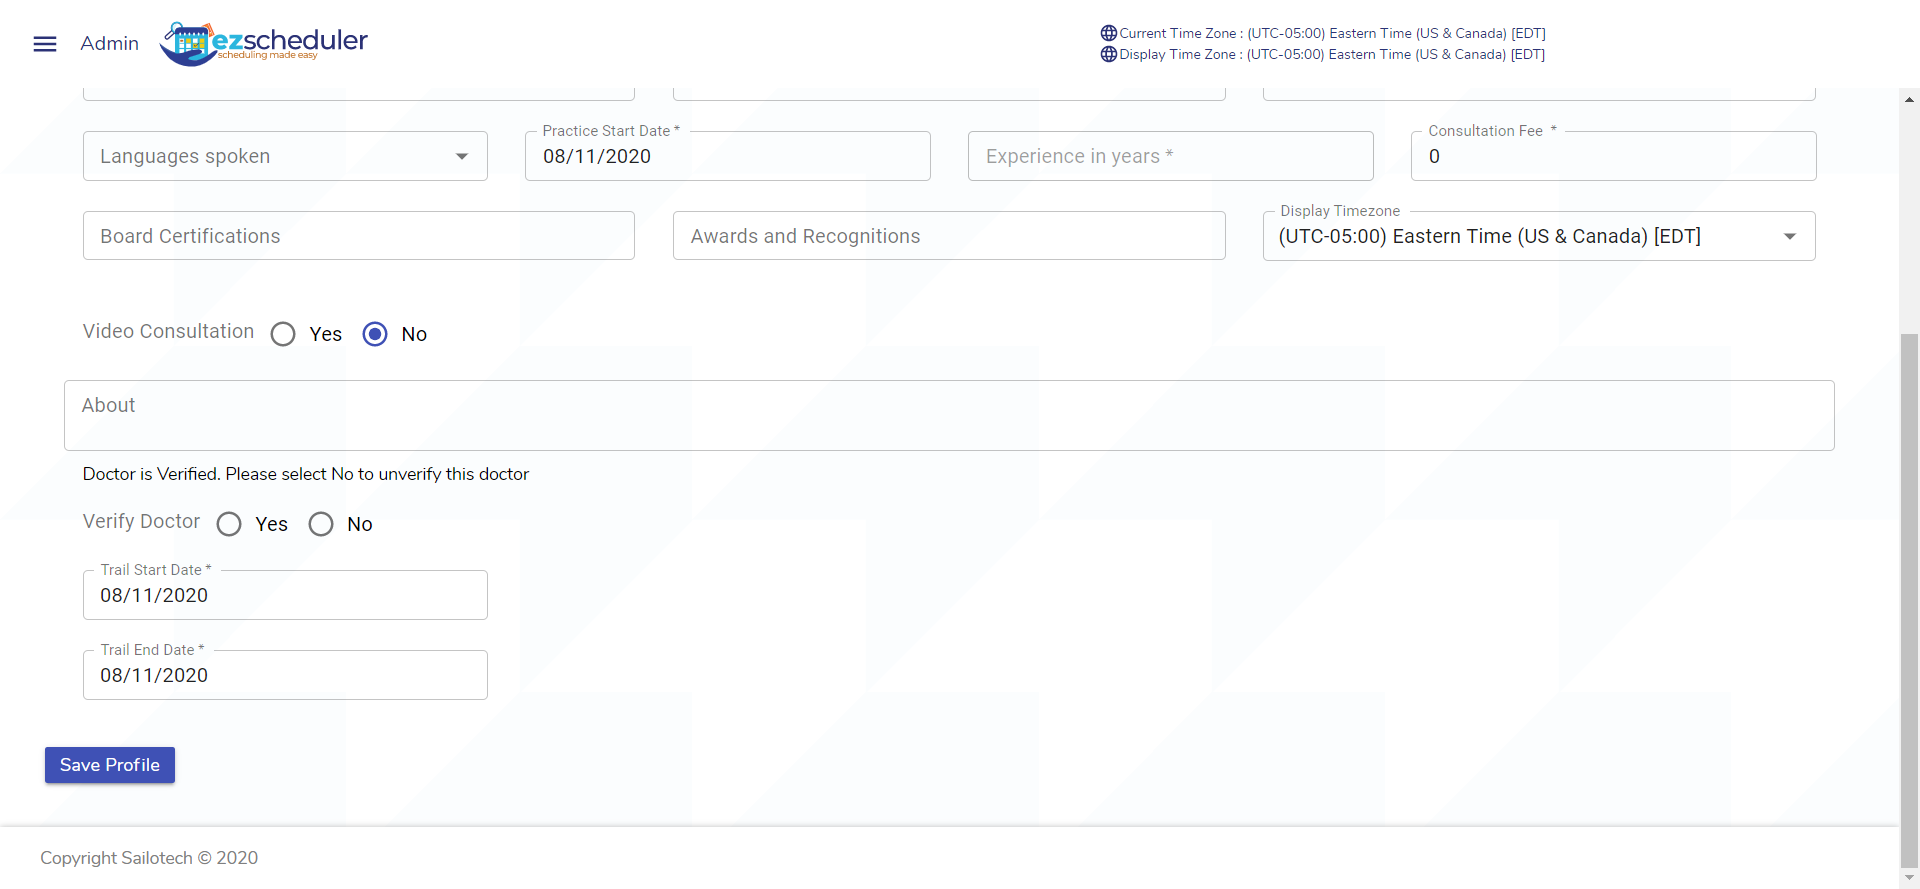 Admin
ezscheduler
scheduling made easy
Current Time Zone : (UTC-05:00) Eastern Time (US & Canada) [EDT]
Display Time Zone : (UTC-05:00) Eastern Time (US & Canada) [EDT]
Languages spoken
Practice Start Date *
08/11/2020
Experience in years *
Consultation Fee *
0
Board Certifications
Awards and Recognitions
Display Timezone
(UTC-05:00) Eastern Time (US & Canada) [EDT]
Video Consultation Yes No
About
Doctor is Verified. Please select No to unverify this doctor
Verify Doctor Yes No
Trail Start Date *
08/11/2020
Trail End Date *
08/11/2020
Save Profile
Copyright Sailotech © 2020